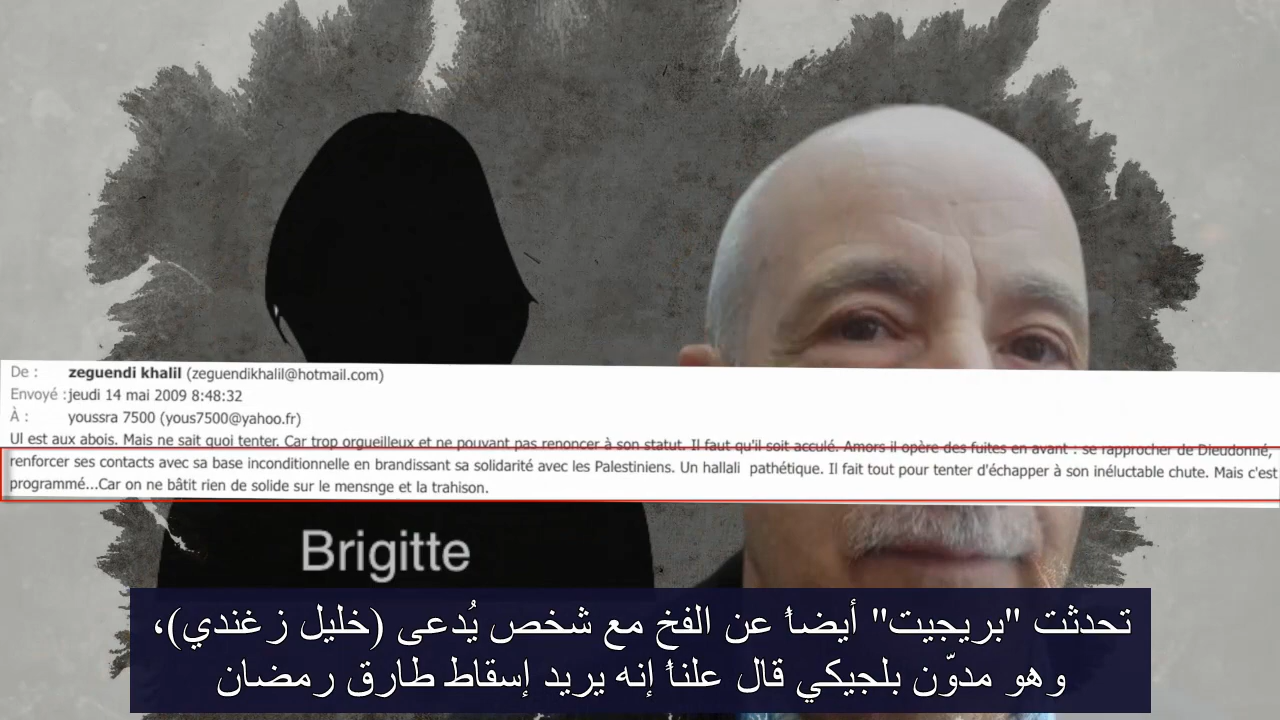 De : zeguendi khalil (zeguendikhalil@hotmail.com)
Envoyé : jeudi 14 mai 2009 8:48:32
À : youssra 7500 (yous7500@yahoo.fr)
Ul est aux abois. Mais ne sait quoi tenter. Car trop orgueilleux et ne pouvant pas renoncer à son statut. Il faut qu'il soit acculé. Amors il opère des fuites en avant : se rapprocher de Dieudonné,
renforcer ses contacts avec sa base inconditionnelle en brandissant sa solidarité avec les Palestiniens. Un hallali pathétique. Il fait tout pour tenter d'échapper à son inéluctable chute. Mais c'est
programmé...Car on ne bâtit rien de solide sur le mensnge et la trahison.
Brigitte
تحدثت "بريجيت" أيضاً عن الفخ مع شخص يُدعى (خليل زغندي)،
وهو مدوّن بلجيكي قال علناً إنه يريد إسقاط طارق رمضان